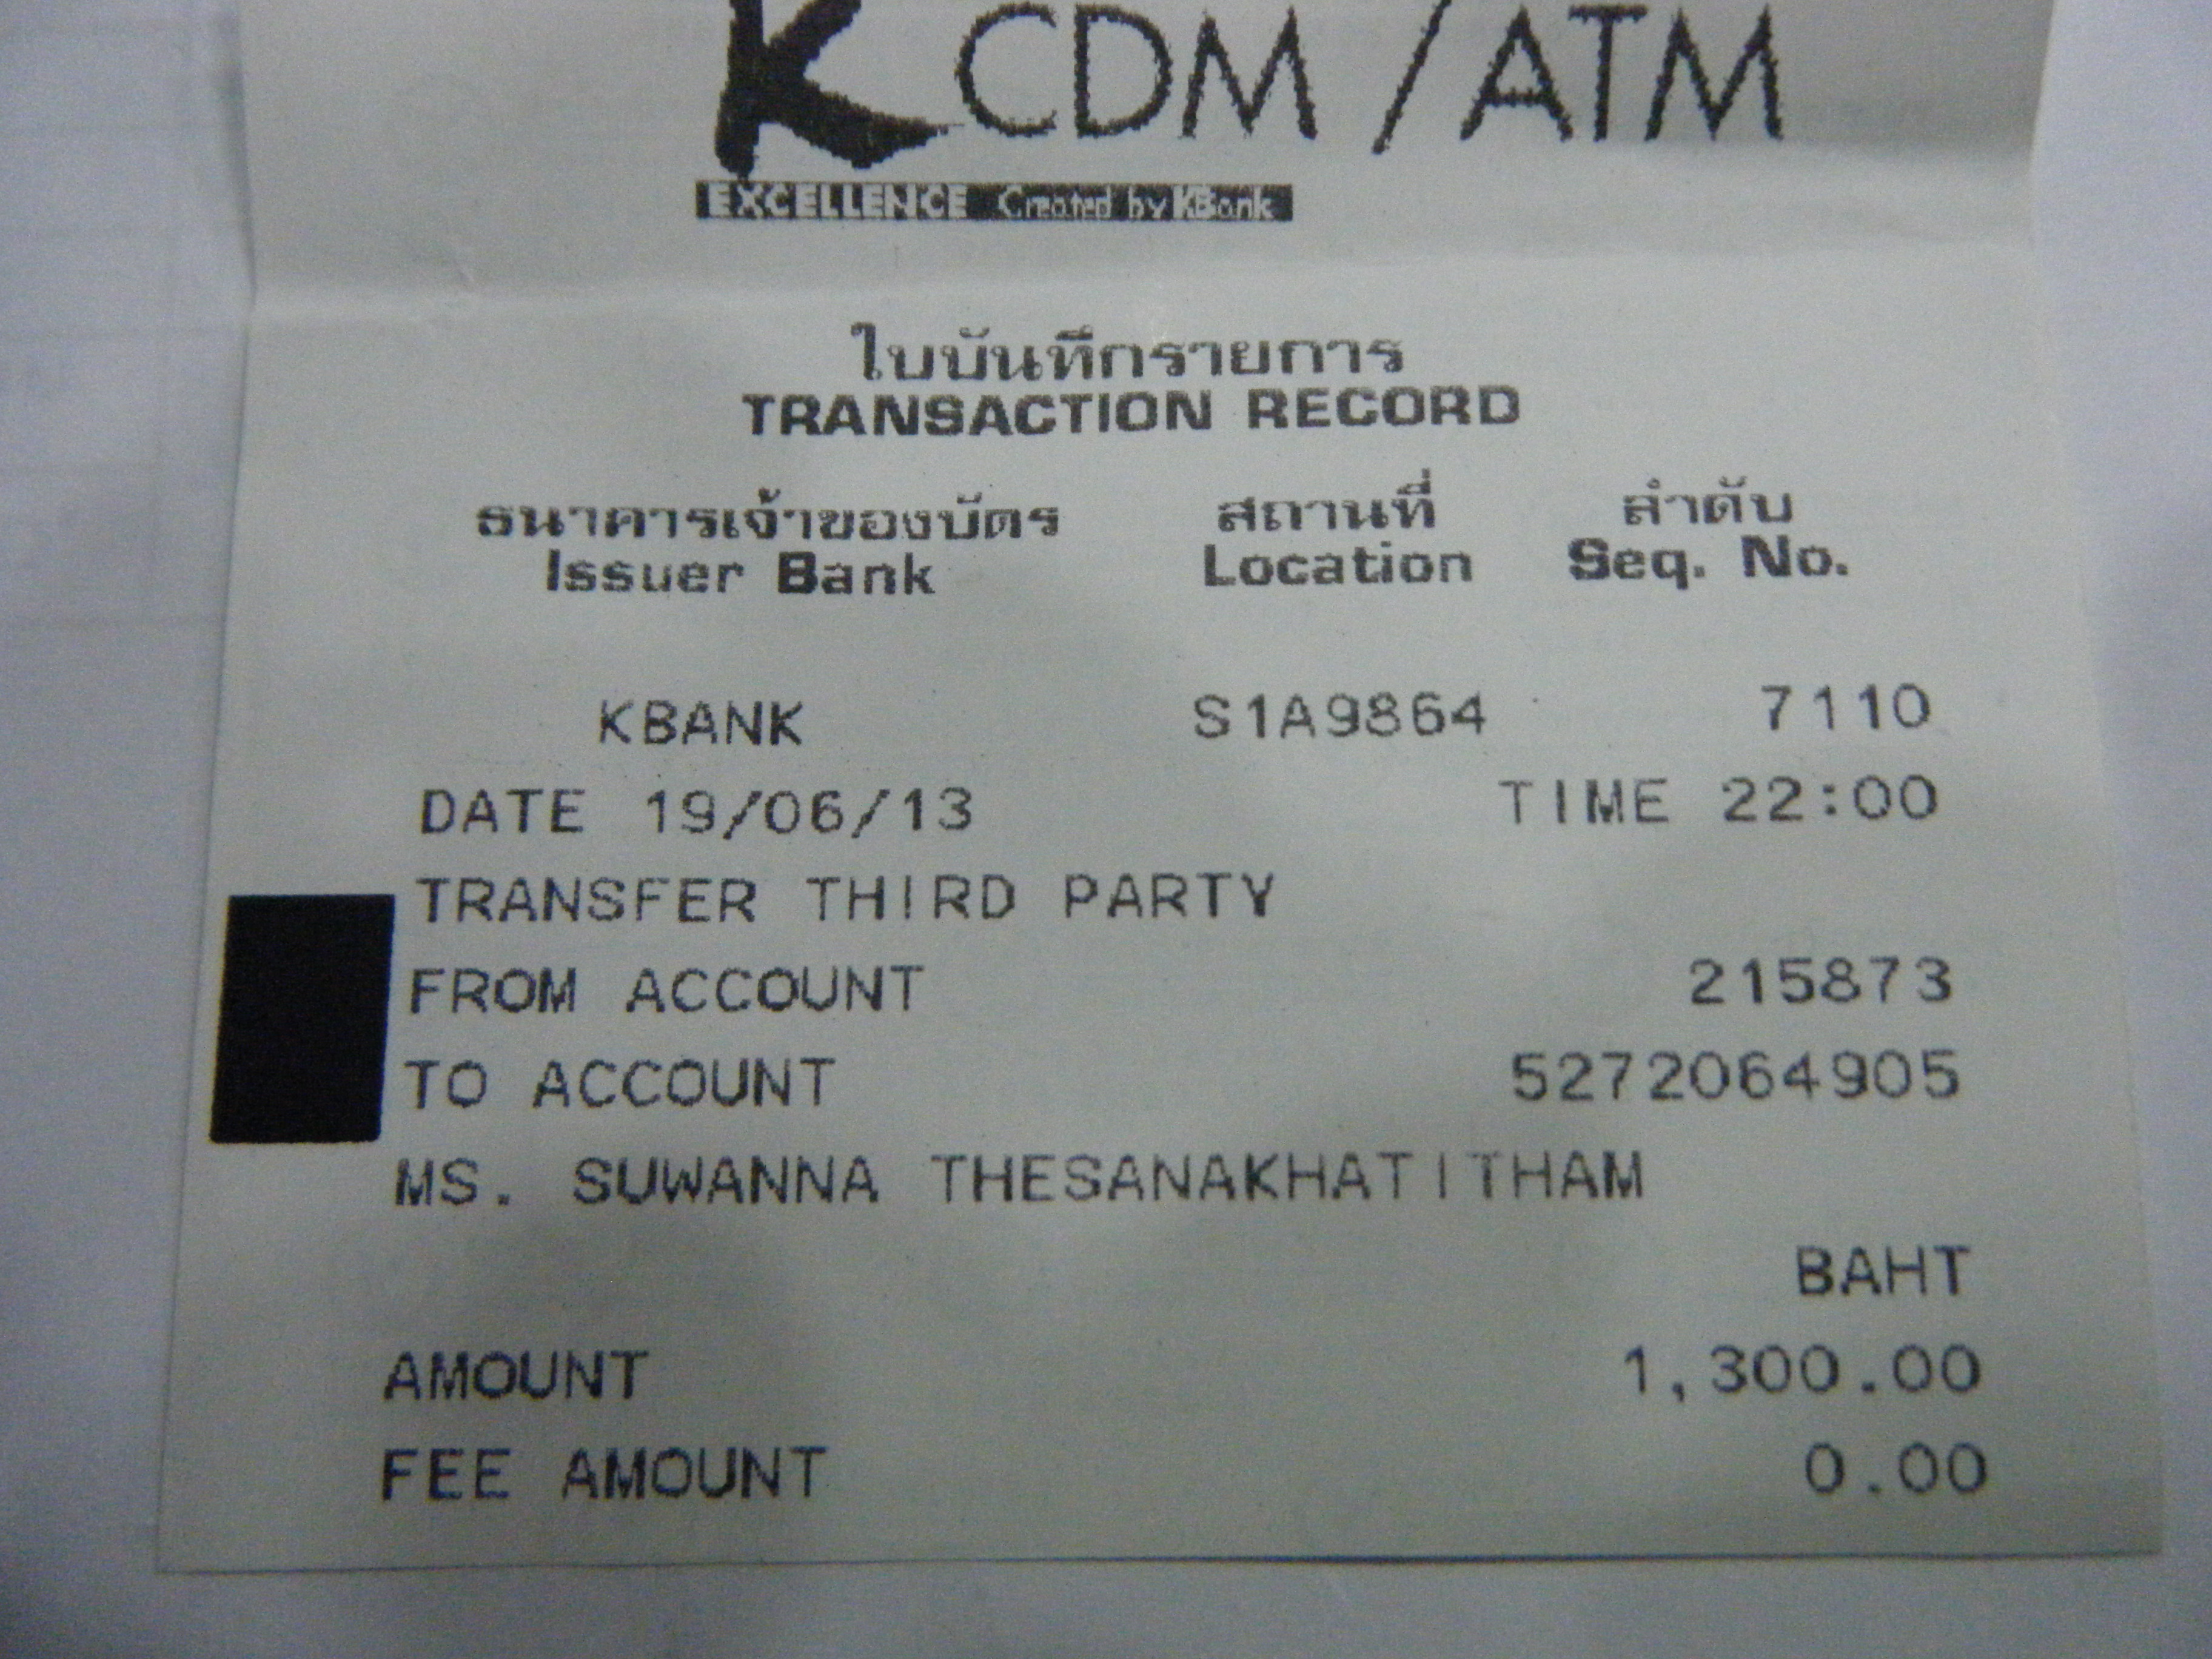 K CDM / ATM
EXCELLENCE Created by KBank
ใบบันทึกรายการ
TRANSACTION RECORD
ธนาคารเจ้าของบัตร สถานที่ ลำดับ
Issuer Bank Location Seq. No.
KBANK S1A9864 7110
DATE 19/06/13 TIME 22:00
TRANSFER THIRD PARTY
FROM ACCOUNT 215873
TO ACCOUNT 5272064905
MS. SUWANNA THESANAKHATITHAM
BAHT
AMOUNT 1,300.00
FEE AMOUNT 0.00